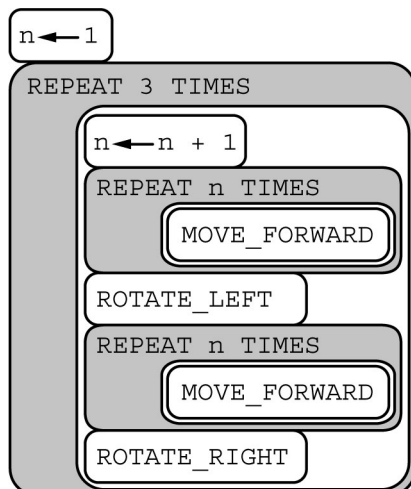 n ← 1
REPEAT 3 TIMES
n ← n + 1
REPEAT n TIMES
MOVE_FORWARD
ROTATE_LEFT
REPEAT n TIMES
MOVE_FORWARD
ROTATE_RIGHT